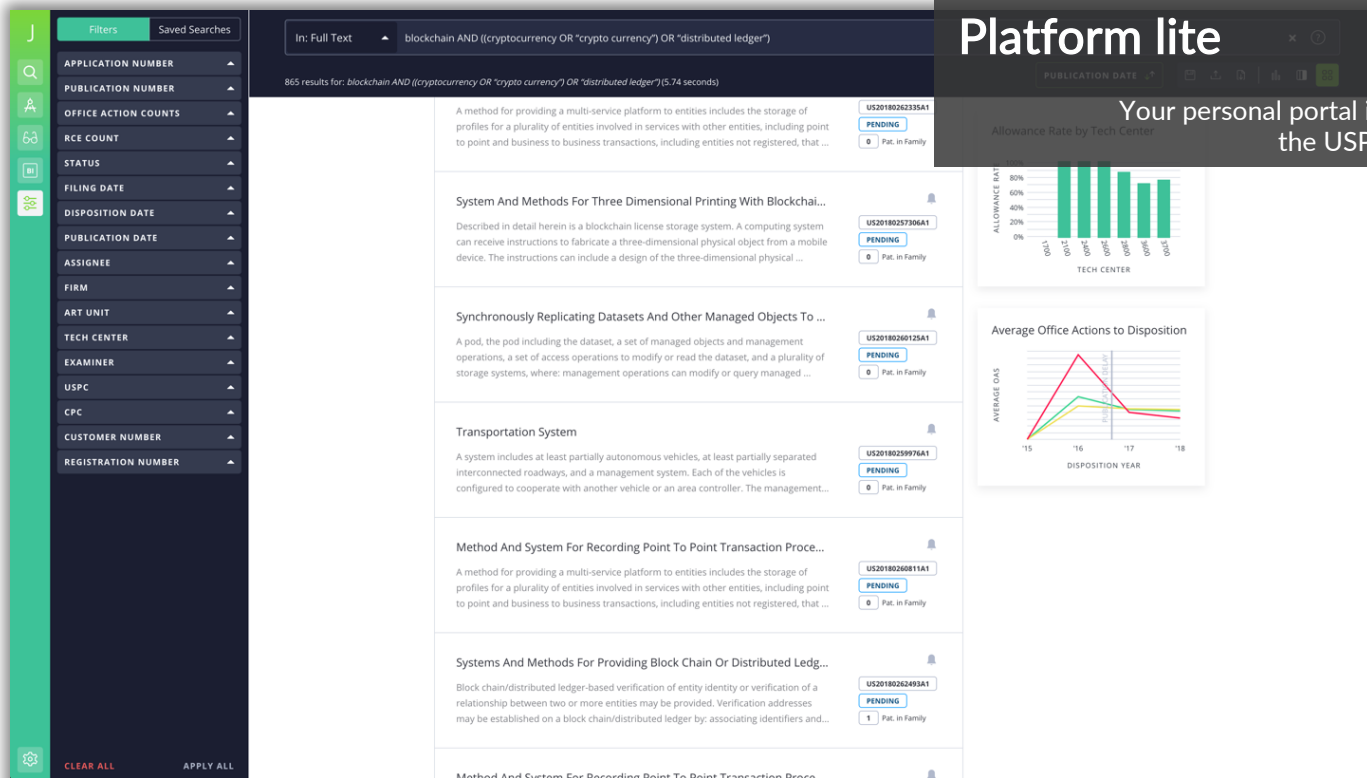 J
Filters
Saved Searches
APPLICATION NUMBER
PUBLICATION NUMBER
OFFICE ACTION COUNTS
RCE COUNT
STATUS
FILING DATE
DISPOSITION DATE
PUBLICATION DATE
ASSIGNEE
FIRM
ART UNIT
TECH CENTER
EXAMINER
USPC
CPC
CUSTOMER NUMBER
REGISTRATION NUMBER
CLEAR ALL
APPLY ALL
BI
In: Full Text
blockchain AND ((cryptocurrency OR “crypto currency”) OR “distributed ledger”)
865 results for: blockchain AND ((cryptocurrency OR “crypto currency”) OR “distributed ledger”) (5.74 seconds)
Platform lite
PUBLICATION DATE
Your personal portal i
the USP
A method for providing a multi-service platform to entities includes the storage of
profiles for a plurality of entities involved in services with other entities, including point
to point and business to business transactions, including entities not registered, that ...
US20180262335A1
PENDING
0 Pat. in Family
System And Methods For Three Dimensional Printing With Blockchai...
Described in detail herein is a blockchain license storage system. A computing system
can receive instructions to fabricate a three-dimensional physical object from a mobile
device. The instructions can include a design of the three-dimensional physical ...
US20180257306A1
PENDING
0 Pat. in Family
Synchronously Replicating Datasets And Other Managed Objects To ...
A pod, the pod including the dataset, a set of managed objects and management
operations, a set of access operations to modify or read the dataset, and a plurality of
storage systems, where: management operations can modify or query managed ...
US20180260125A1
PENDING
0 Pat. in Family
Transportation System
A system includes at least partially autonomous vehicles, at least partially separated
interconnected roadways, and a management system. Each of the vehicles is
configured to cooperate with another vehicle or an area controller. The management...
US20180259976A1
PENDING
0 Pat. in Family
Method And System For Recording Point To Point Transaction Proce...
A method for providing a multi-service platform to entities includes the storage of
profiles for a plurality of entities involved in services with other entities, including point
to point and business to business transactions, including entities not registered, that ...
US20180260811A1
PENDING
0 Pat. in Family
Systems And Methods For Providing Block Chain Or Distributed Ledg...
Block chain/distributed ledger-based verification of entity identity or verification of a
relationship between two or more entities may be provided. Verification addresses
may be established on a block chain/distributed ledger by: associating identifiers and...
US20180262493A1
PENDING
1 Pat. in Family
Method And System For Recording Point To Point Transaction Proce...
Allowance Rate by Tech Center
ALLOWANCE RATE
100%
80%
60%
40%
20%
0%
1700 2100 2400 2600 2800 3600 3700
TECH CENTER
Average Office Actions to Disposition
AVERAGE OAS
PUBLICATION DELAY
'15 '16 '17 '18
DISPOSITION YEAR